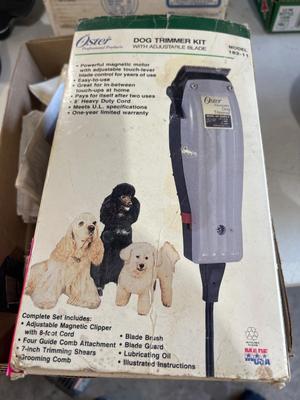 Oster
Professional Products
DOG TRIMMER KIT
WITH ADJUSTABLE BLADE
MODEL
182-11
• Powerful magnetic motor
with adjustable touch-level
blade control for years of use
• Easy-to-use
• Great for in-between
touch-ups at home
• Pays for itself after two uses
• 8' Heavy Duty Cord
• Meets U.L. specifications
• One-year limited warranty
Oster
Complete Set Includes:
• Adjustable Magnetic Clipper
with 8-foot Cord
• Four Guide Comb Attachment
• 7-inch Trimming Shears
Grooming Comb
• Blade Brush
• Blade Guard
• Lubricating Oil
• Illustrated Instructions
MADE
IN
USA